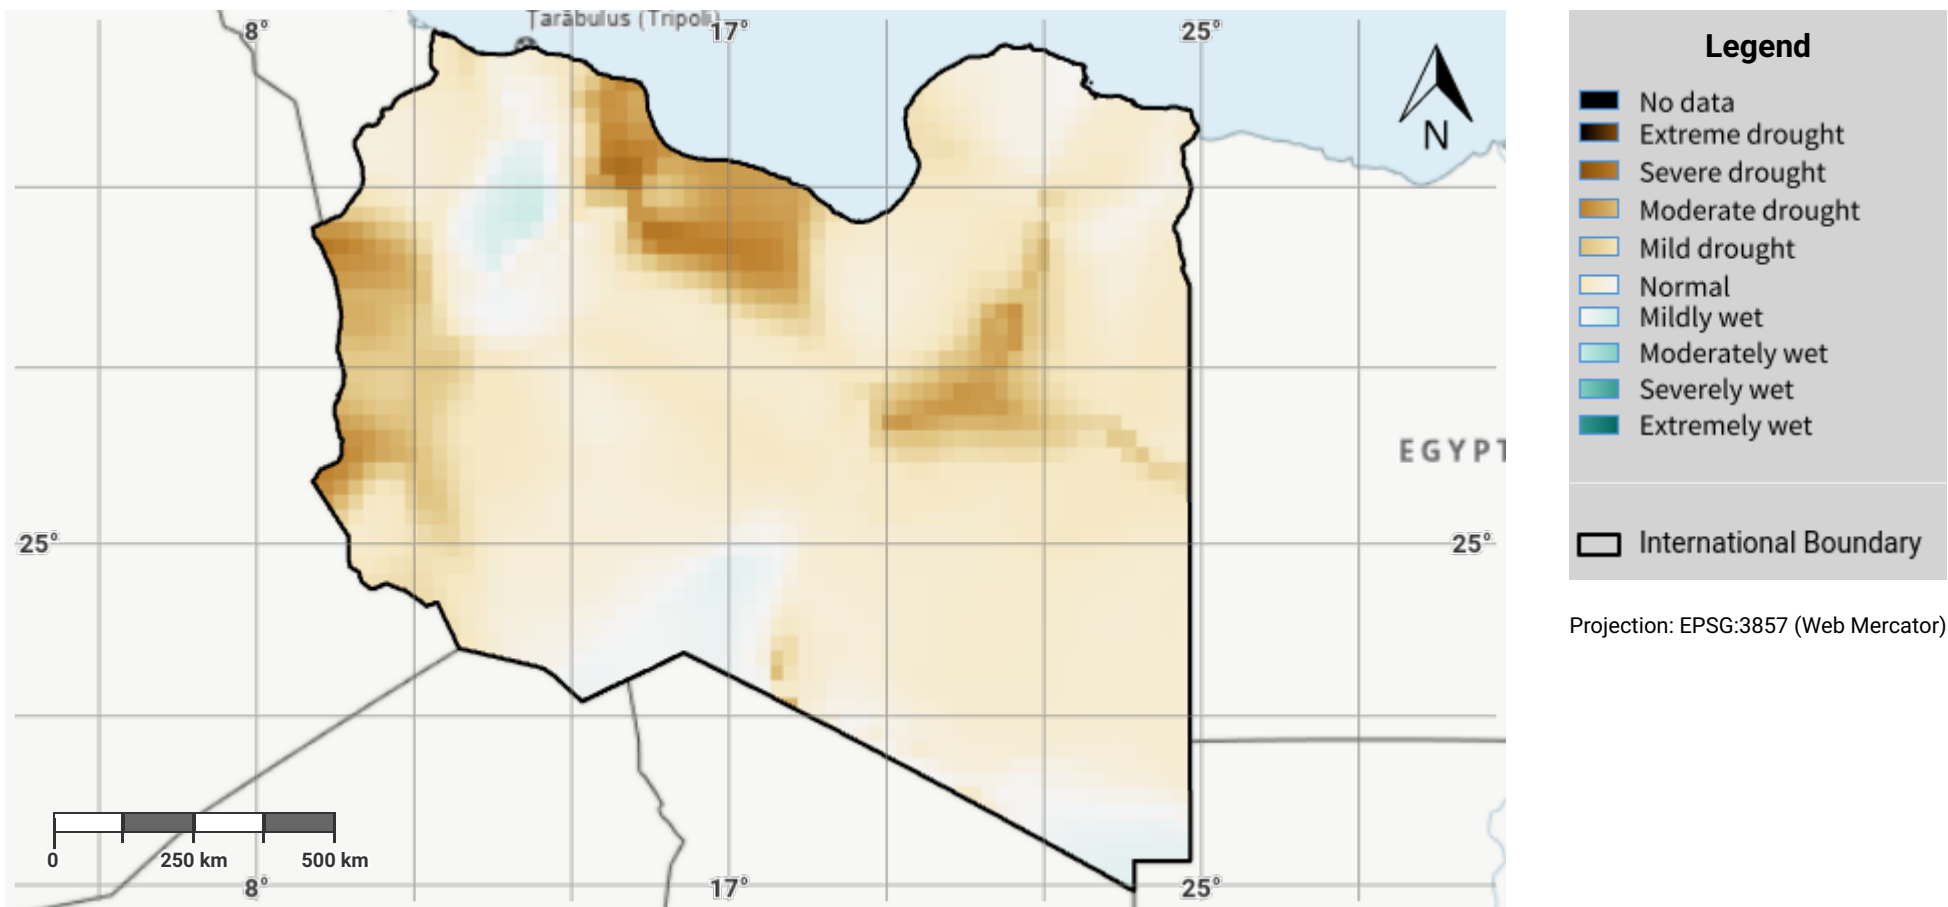 Ṭarābulus (Tripoli)
8° 17° 25°
N
EGYPT
25° 25°
0 250 km 500 km
8° 17° 25°
Legend
No data
Extreme drought
Severe drought
Moderate drought
Mild drought
Normal
Mildly wet
Moderately wet
Severely wet
Extremely wet
International Boundary
Projection: EPSG:3857 (Web Mercator)